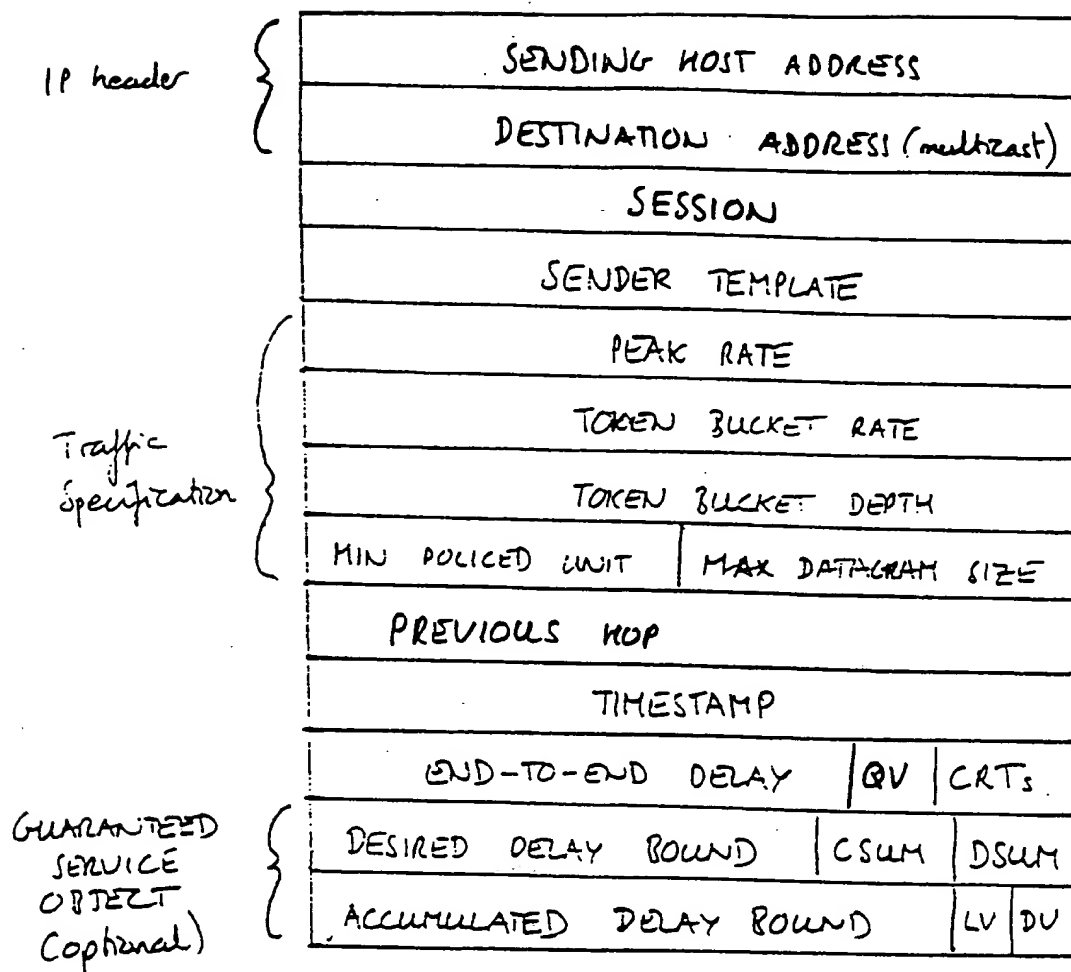 IP header
SENDING HOST ADDRESS
DESTINATION ADDRESS (multicast)
SESSION
SENDER TEMPLATE
Traffic
Specification
PEAK RATE
TOKEN BUCKET RATE
TOKEN BUCKET DEPTH
MIN POLICED UNIT MAX DATAGRAM SIZE
PREVIOUS HOP
TIMESTAMP
END-TO-END DELAY QV CRTs
GUARANTEED
SERVICE
OBJECT
(optional)
DESIRED DELAY BOUND CSUM DSUM
ACCUMULATED DELAY BOUND LV DV